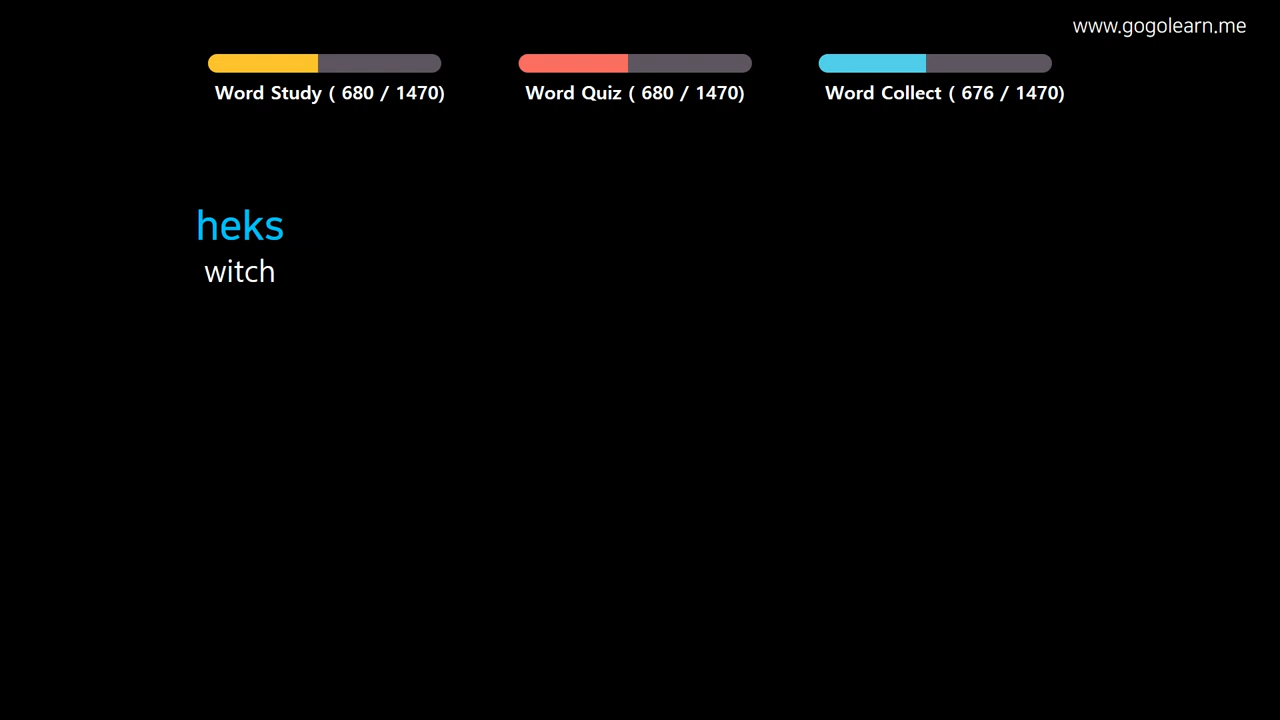 www.gogolearn.me
Word Study ( 680 / 1470)
Word Quiz ( 680 / 1470)
Word Collect ( 676 / 1470)
heks
witch